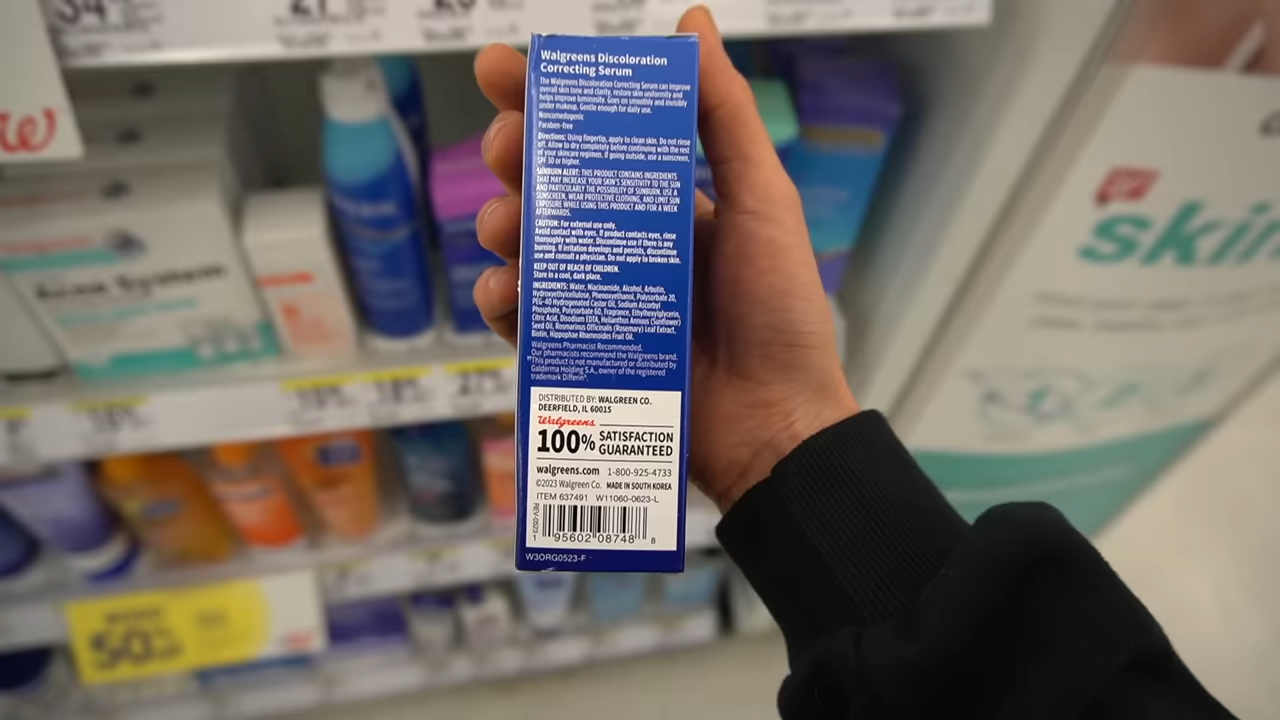 Walgreens Discoloration
Correcting Serum
The Walgreens Discoloration Correcting Serum can improve
overall skin tone and clarity, restore skin uniformity and
helps improve luminosity. Goes on smoothly and invisibly
under makeup. Gentle enough for daily use.
Noncomedogenic
Paraben-free
Directions: Using fingertip, apply to clean skin. Do not rinse
off. Allow to dry completely before continuing with the rest
of your skincare regimen. If going outside, use a sunscreen,
SPF 30 or higher.
SUNBURN ALERT: THIS PRODUCT CONTAINS INGREDIENTS
THAT MAY INCREASE YOUR SKIN'S SENSITIVITY TO THE SUN
AND PARTICULARLY THE POSSIBILITY OF SUNBURN. USE A
SUNSCREEN, WEAR PROTECTIVE CLOTHING, AND LIMIT SUN
EXPOSURE WHILE USING THIS PRODUCT AND FOR A WEEK
AFTERWARDS.
CAUTION: For external use only.
Avoid contact with eyes. If product contacts eyes, rinse
thoroughly with water. Discontinue use if there is any
burning. If irritation develops and persists, discontinue
use and consult a physician. Do not apply to broken skin.
KEEP OUT OF REACH OF CHILDREN.
Store in a cool, dark place.
INGREDIENTS: Water, Niacinamide, Alcohol, Arbutin,
Hydroxyethylcellulose, Phenoxyethanol, Polysorbate 20,
PEG-40 Hydrogenated Castor Oil, Sodium Ascorbyl
Phosphate, Polysorbate 60, Fragrance, Ethylhexylglycerin,
Citric Acid, Disodium EDTA, Helianthus Annuus (Sunflower)
Seed Oil, Rosmarinus Officinalis (Rosemary) Leaf Extract,
Biotin, Hippophae Rhamnoides Fruit Oil.
Walgreens Pharmacist Recommended.
Our pharmacists recommend the Walgreens brand.
††This product is not manufactured or distributed by
Galderma Holding S.A., owner of the registered
trademark Differin®.
DISTRIBUTED BY: WALGREEN CO.
DEERFIELD, IL 60015
Walgreens
100% SATISFACTION
GUARANTEED
walgreens.com 1-800-925-4733
©2023 Walgreen Co. MADE IN SOUTH KOREA
ITEM 637491 W11060-0623-L
REV-0523
1 95602 08748 8
W3ORG0523-F
W
Acne System
skin
50%